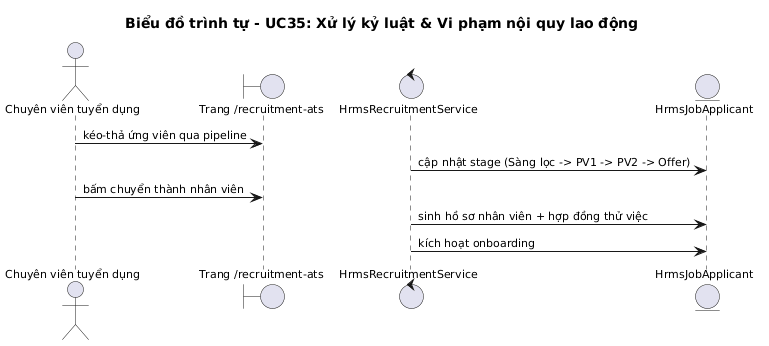 Biểu đồ trình tự - UC35: Xử lý kỷ luật & Vi phạm nội quy lao động
Chuyên viên tuyển dụng
Trang /recruitment-ats
HrmsRecruitmentService
HrmsJobApplicant
kéo-thả ứng viên qua pipeline
cập nhật stage (Sàng lọc -> PV1 -> PV2 -> Offer)
bấm chuyển thành nhân viên
sinh hồ sơ nhân viên + hợp đồng thử việc
kích hoạt onboarding
Chuyên viên tuyển dụng
Trang /recruitment-ats
HrmsRecruitmentService
HrmsJobApplicant